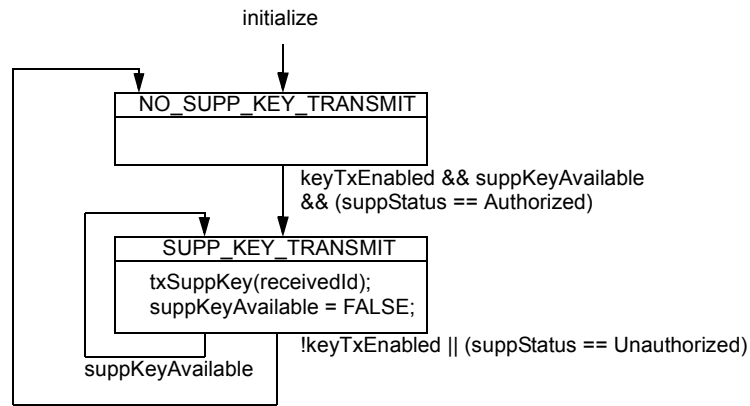 initialize
NO_SUPP_KEY_TRANSMIT
keyTxEnabled && suppKeyAvailable
&& (suppStatus == Authorized)
SUPP_KEY_TRANSMIT
txSuppKey(receivedId);
suppKeyAvailable = FALSE;
!keyTxEnabled || (suppStatus == Unauthorized)
suppKeyAvailable